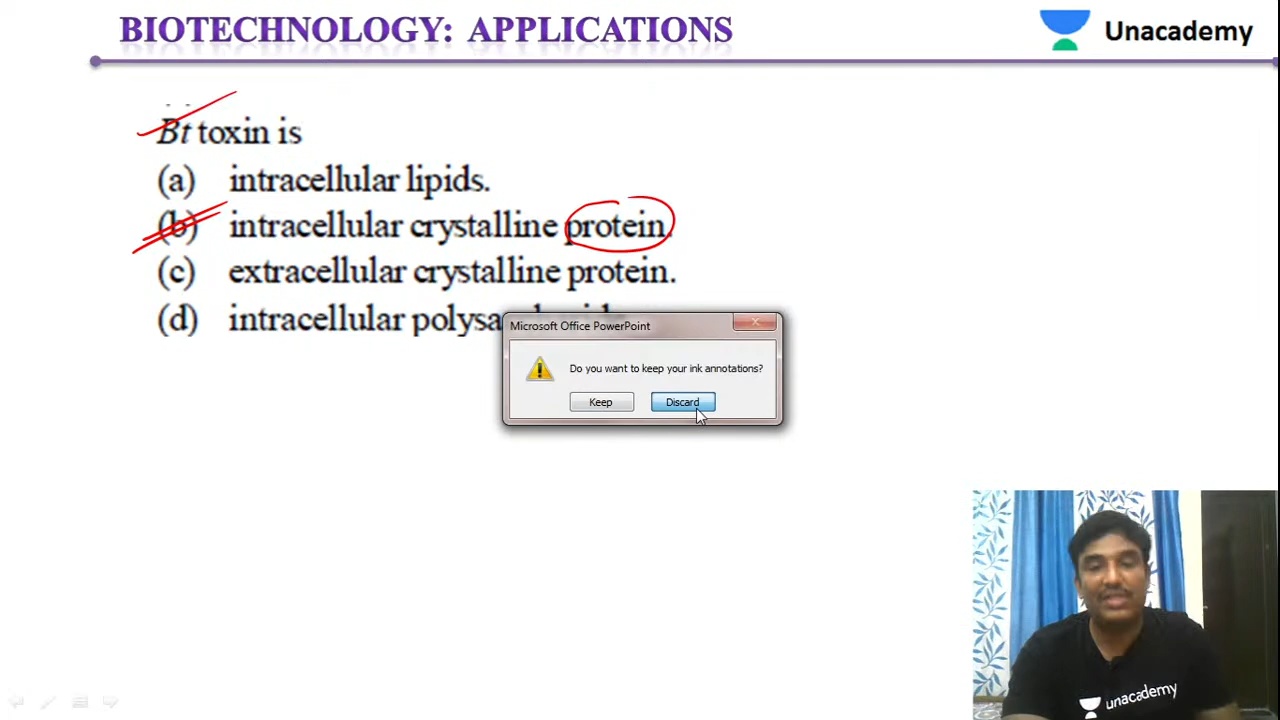 BIOTECHNOLOGY: APPLICATIONS
Unacademy
Bt toxin is
(a) intracellular lipids.
(b) intracellular crystalline protein.
(c) extracellular crystalline protein.
(d) intracellular
Microsoft Office PowerPoint
Do you want to keep your ink annotations?
Keep
Discard
unacademy